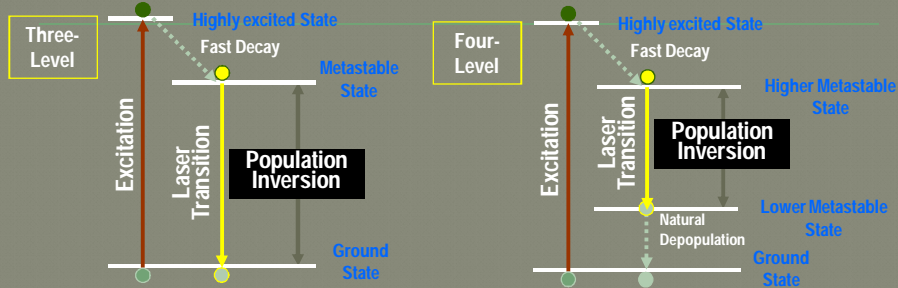 Three-
Level
Highly excited State
Fast Decay
Metastable
State
Excitation
Laser
Transition
Population
Inversion
Ground
State
Four-
Level
Highly excited State
Fast Decay
Higher Metastable
State
Excitation
Laser
Transition
Population
Inversion
Lower Metastable
State
Natural
Depopulation
Ground
State